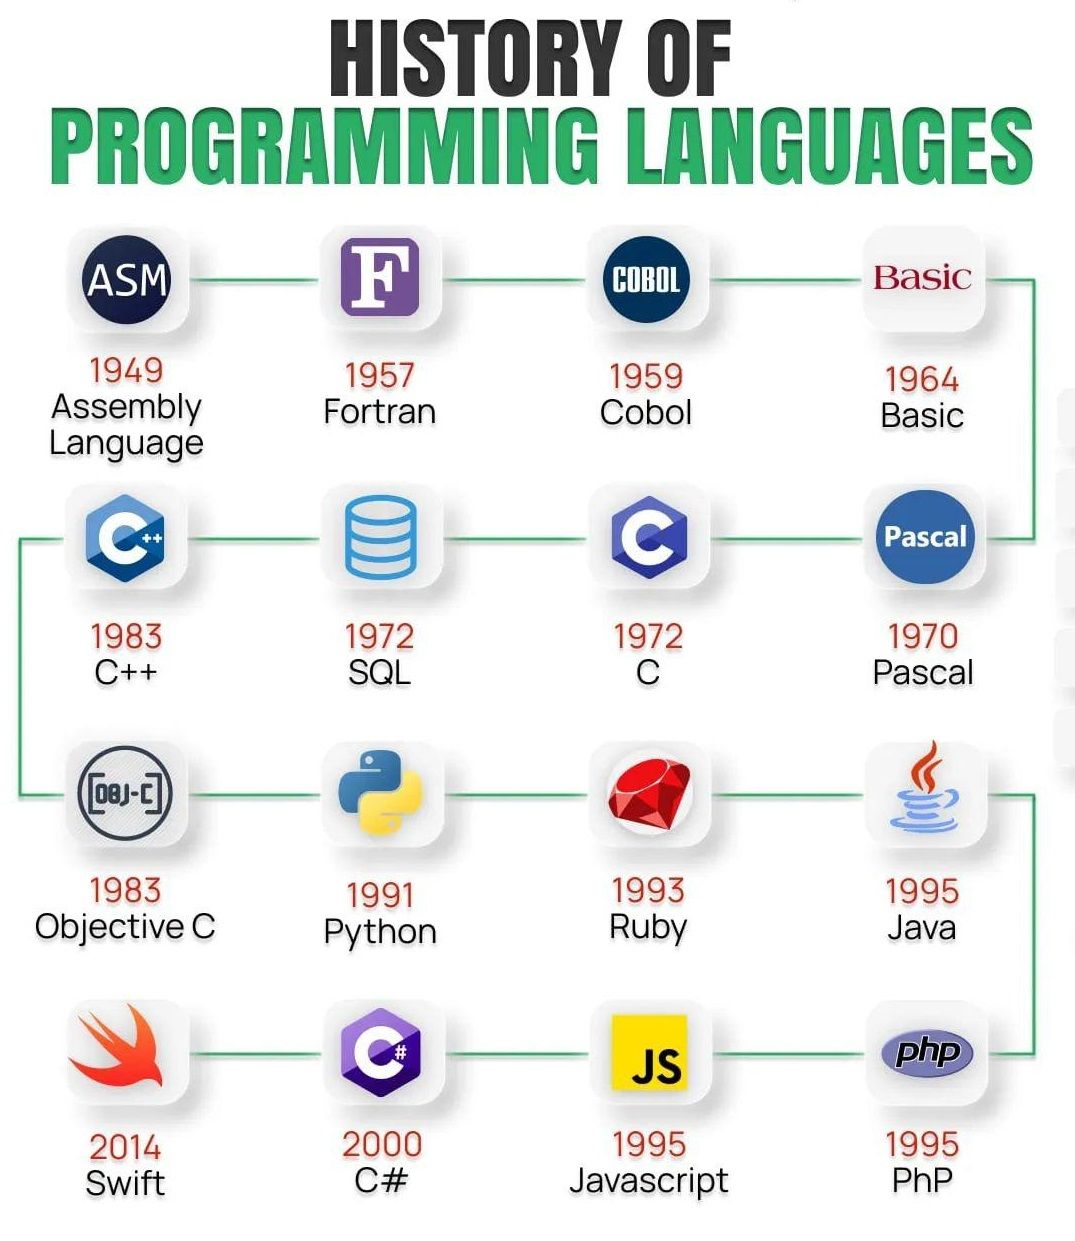 HISTORY OF
PROGRAMMING LANGUAGES
ASM
F
COBOL
Basic
1949
Assembly
Language
1957
Fortran
1959
Cobol
1964
Basic
C++
C
Pascal
1983
C++
1972
SQL
1972
C
1970
Pascal
[OBJ-C]
1983
Objective C
1991
Python
1993
Ruby
1995
Java
C#
JS
php
2014
Swift
2000
C#
1995
Javascript
1995
PhP